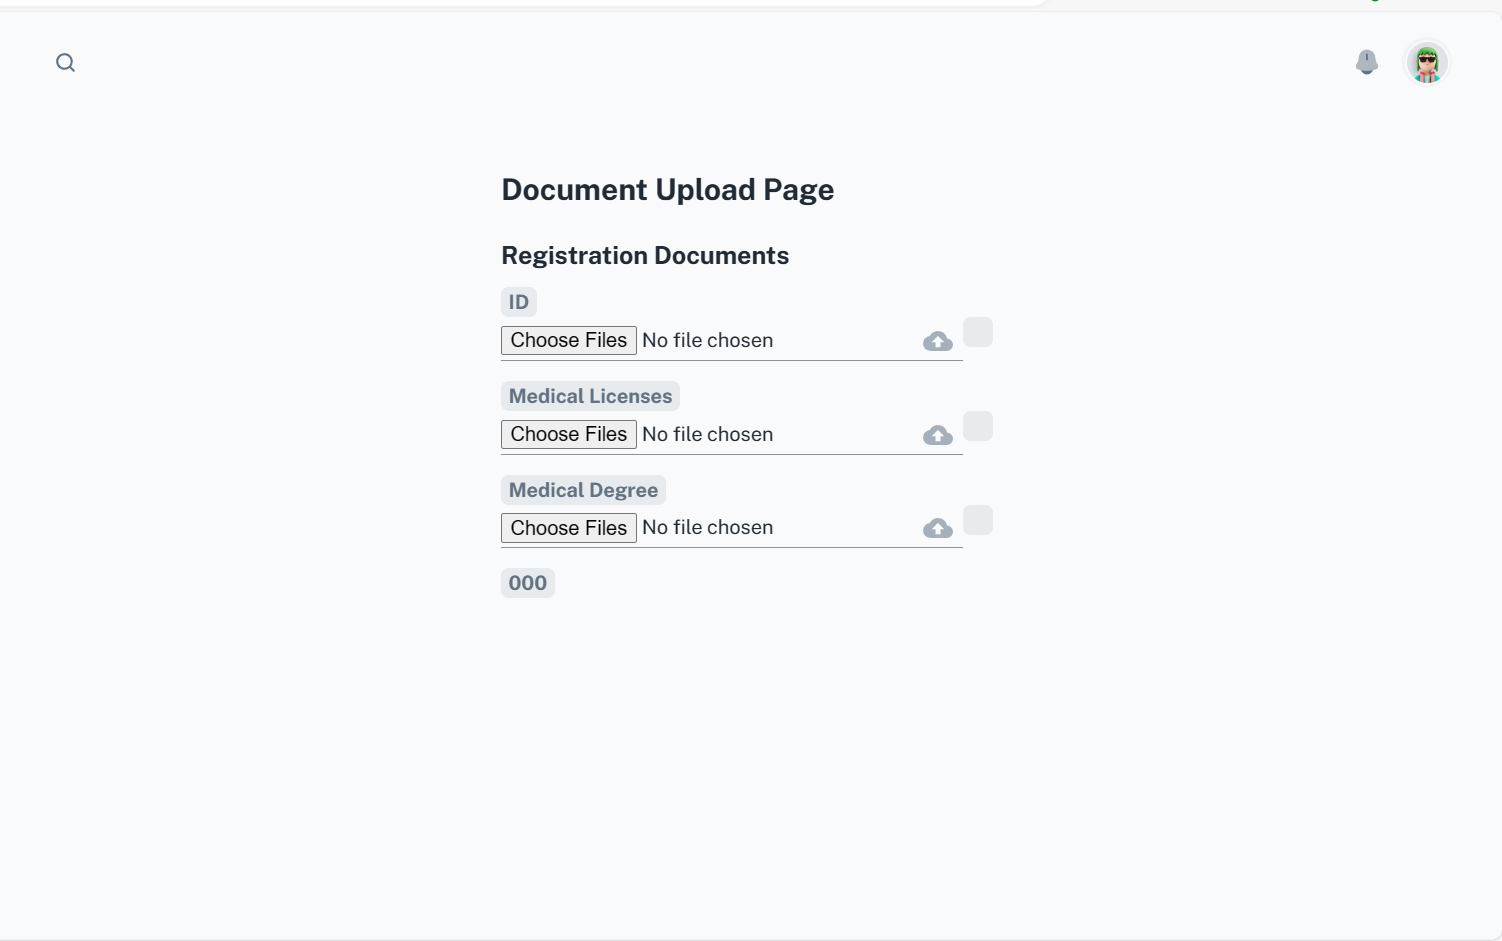 Document Upload Page
Registration Documents
ID
Choose Files No file chosen
Medical Licenses
Choose Files No file chosen
Medical Degree
Choose Files No file chosen
000